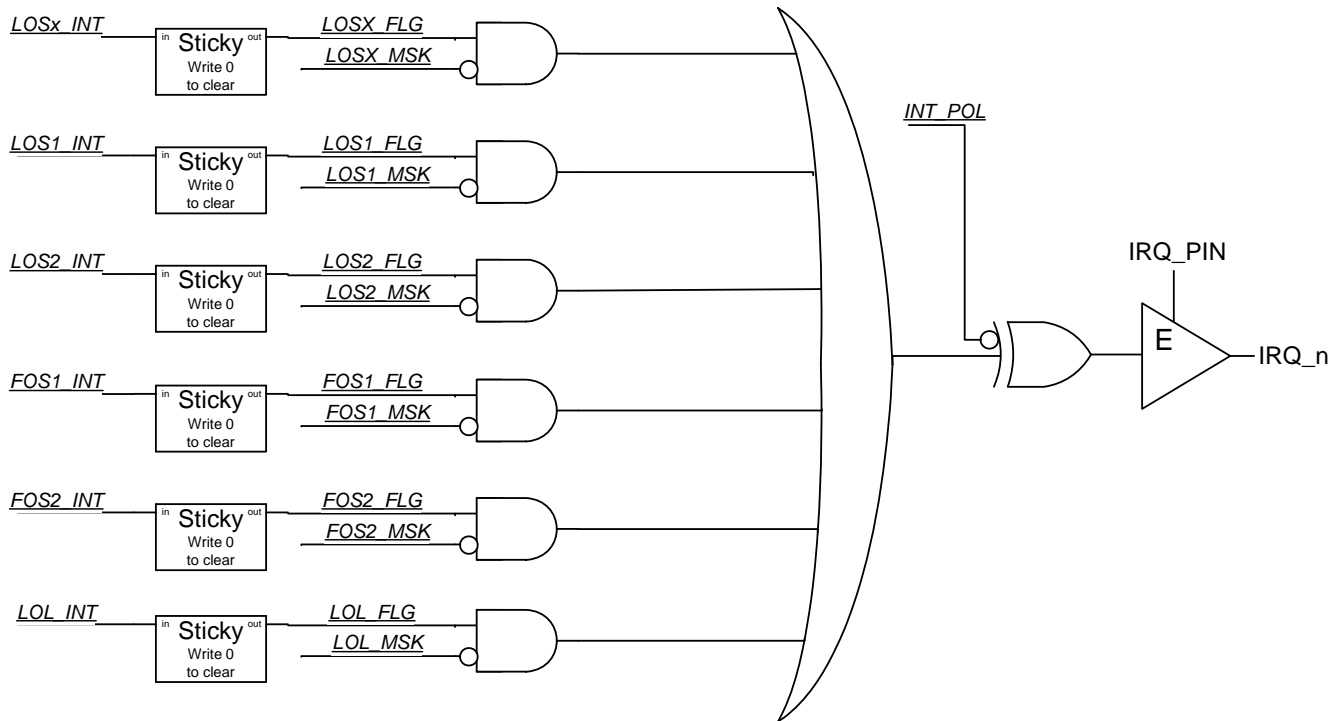 LOSx_INT
in Sticky out
Write 0
to clear
LOSX_FLG
LOSX_MSK
LOS1_INT
in Sticky out
Write 0
to clear
LOS1_FLG
LOS1_MSK
LOS2_INT
in Sticky out
Write 0
to clear
LOS2_FLG
LOS2_MSK
FOS1_INT
in Sticky out
Write 0
to clear
FOS1_FLG
FOS1_MSK
FOS2_INT
in Sticky out
Write 0
to clear
FOS2_FLG
FOS2_MSK
LOL_INT
in Sticky out
Write 0
to clear
LOL_FLG
LOL_MSK
INT_POL
IRQ_PIN
E
IRQ_n